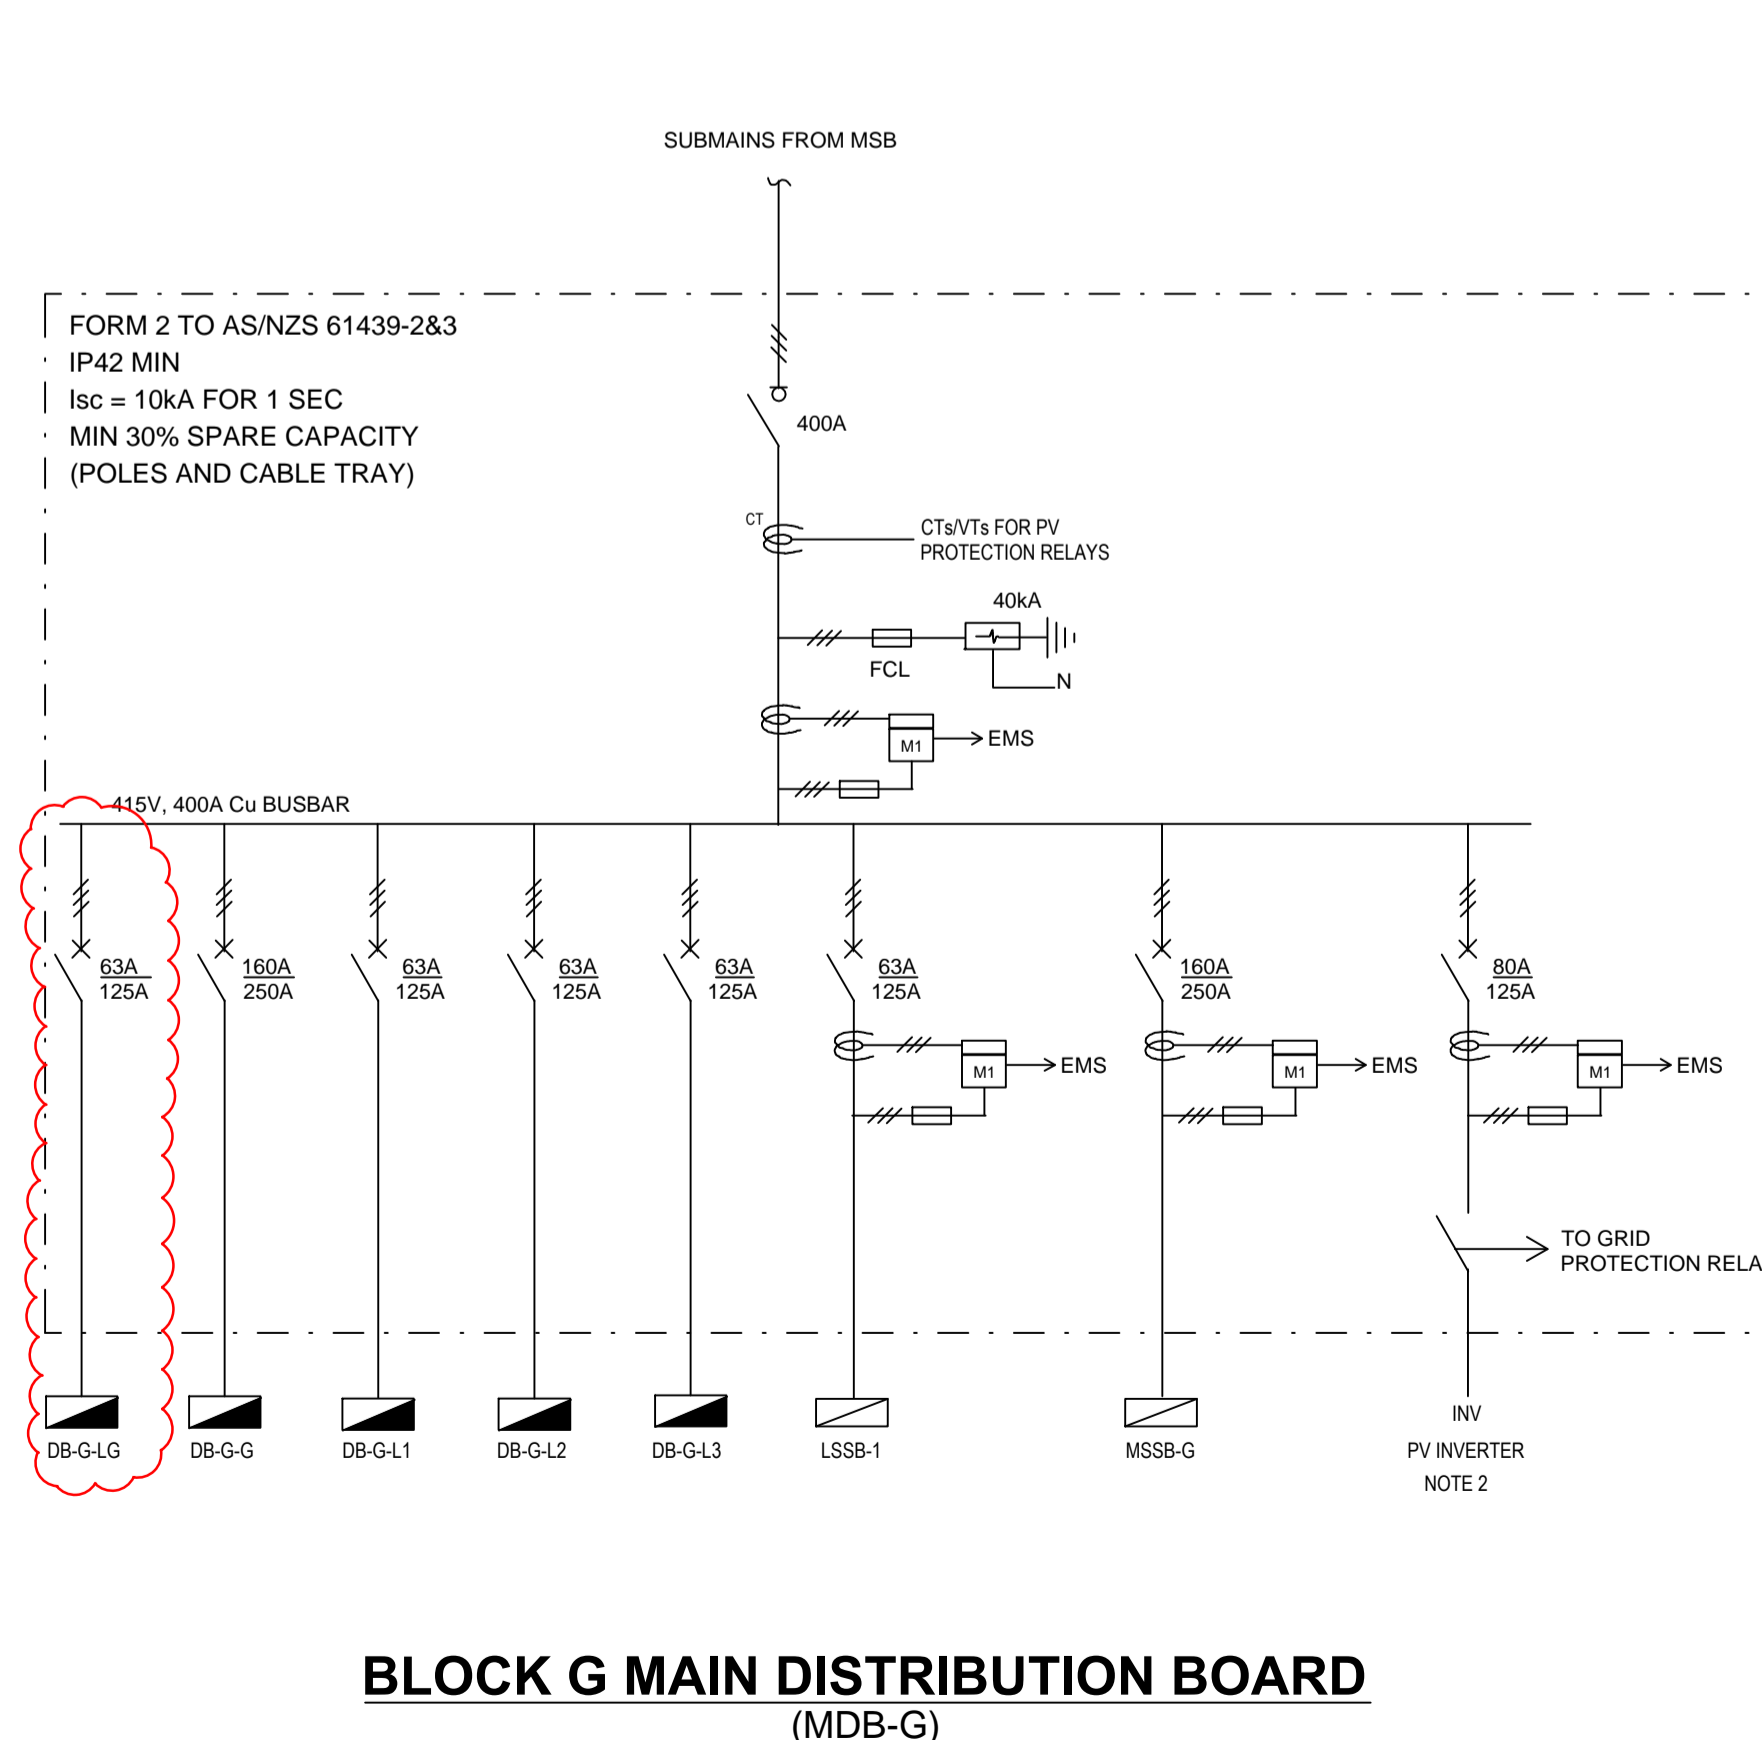 SUBMAINS FROM MSB
FORM 2 TO AS/NZS 61439-2&3
IP42 MIN
Isc = 10kA FOR 1 SEC
MIN 30% SPARE CAPACITY
(POLES AND CABLE TRAY)
400A
CT
CTs/VTs FOR PV
PROTECTION RELAYS
40kA
FCL
N
M1
EMS
415V, 400A Cu BUSBAR
63A
125A
160A
250A
63A
125A
63A
125A
63A
125A
63A
125A
160A
250A
80A
125A
M1
EMS
M1
EMS
M1
EMS
TO GRID
PROTECTION RELA
DB-G-LG
DB-G-G
DB-G-L1
DB-G-L2
DB-G-L3
LSSB-1
MSSB-G
INV
PV INVERTER
NOTE 2
BLOCK G MAIN DISTRIBUTION BOARD
(MDB-G)